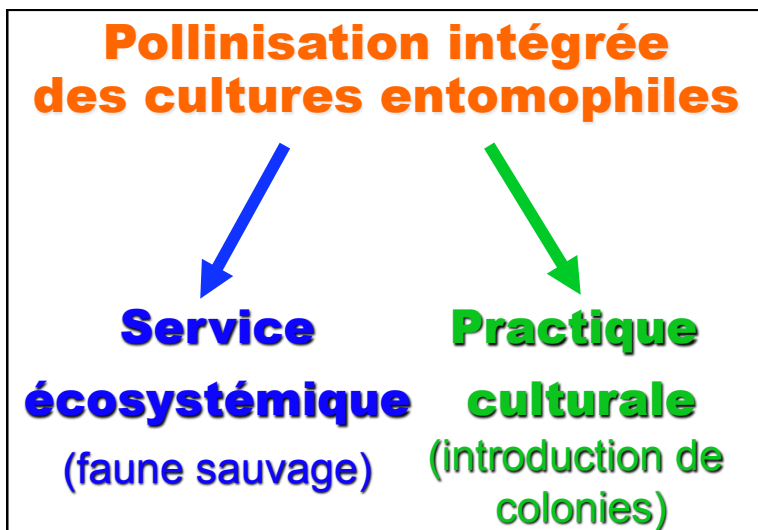 Pollinisation intégrée
des cultures entomophiles
Service
écosystémique
(faune sauvage)
Practique
culturale
(introduction de
colonies)